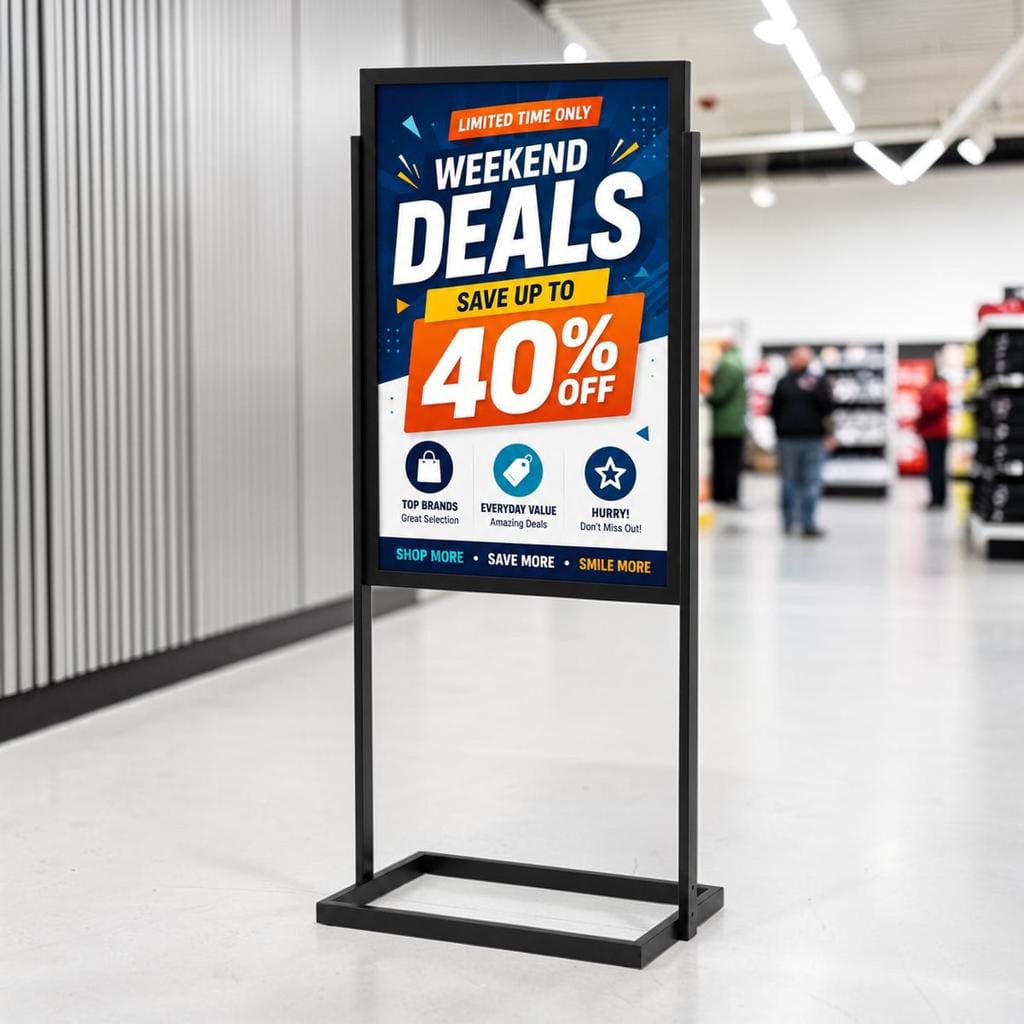 LIMITED TIME ONLY
WEEKEND
DEALS
SAVE UP TO
40% OFF
TOP BRANDS
Great Selection
EVERYDAY VALUE
Amazing Deals
HURRY!
Don't Miss Out!
SHOP MORE • SAVE MORE • SMILE MORE